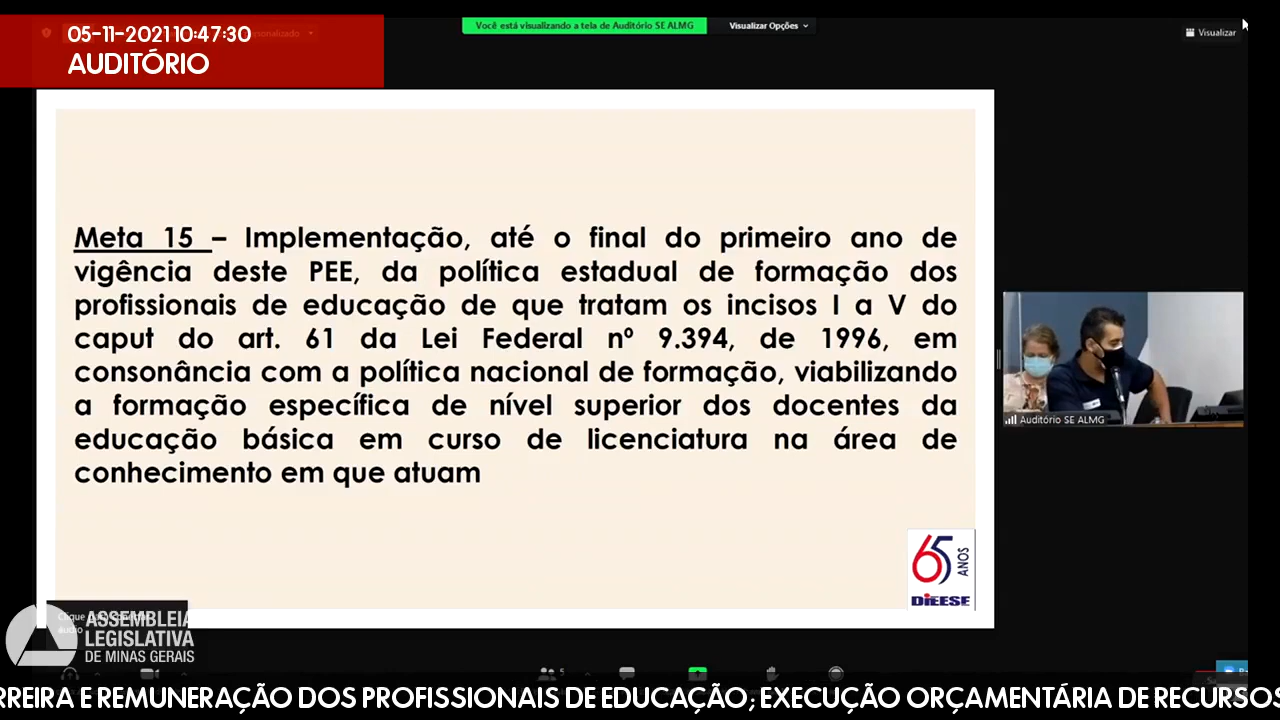 05-11-2021 10:47:30
AUDITÓRIO
Você está visualizando a tela de Auditório SE ALMG
Visualizar Opções
Visualizar
Meta 15 – Implementação, até o final do primeiro ano de
vigência deste PEE, da política estadual de formação dos
profissionais de educação de que tratam os incisos I a V do
caput do art. 61 da Lei Federal nº 9.394, de 1996, em
consonância com a política nacional de formação, viabilizando
a formação específica de nível superior dos docentes da
educação básica em curso de licenciatura na área de
conhecimento em que atuam
Auditório SE ALMG
65
ANOS
DIEESE
ASSEMBLEIA
LEGISLATIVA
DE MINAS GERAIS
5
RREIRA E REMUNERAÇÃO DOS PROFISSIONAIS DE EDUCAÇÃO; EXECUÇÃO ORÇAMENTÁRIA DE RECURSOS